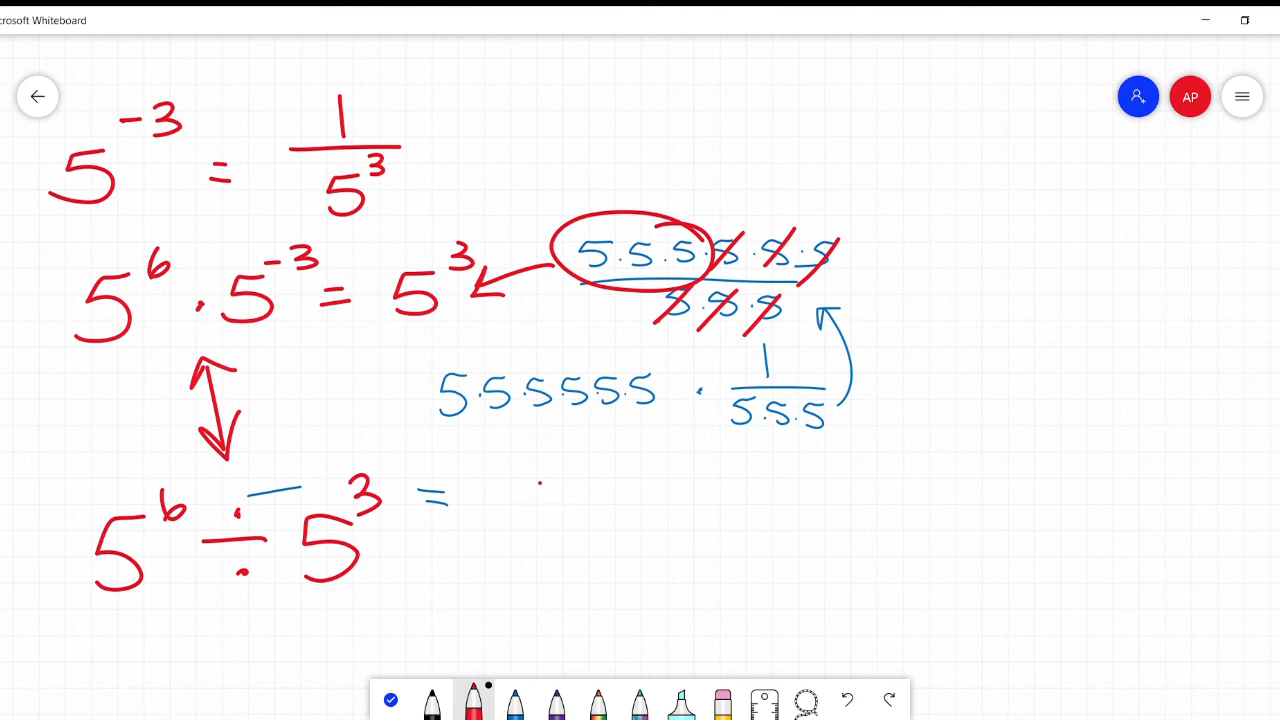 crosoft Whiteboard
AP
5^-3 = 1/5^3
5^6 · 5^-3 = 5^3
5·5·5·5·5·5
5·5·5
5·5·5·5·5·5 · 1/5·5·5
5^6 ÷ 5^3 =